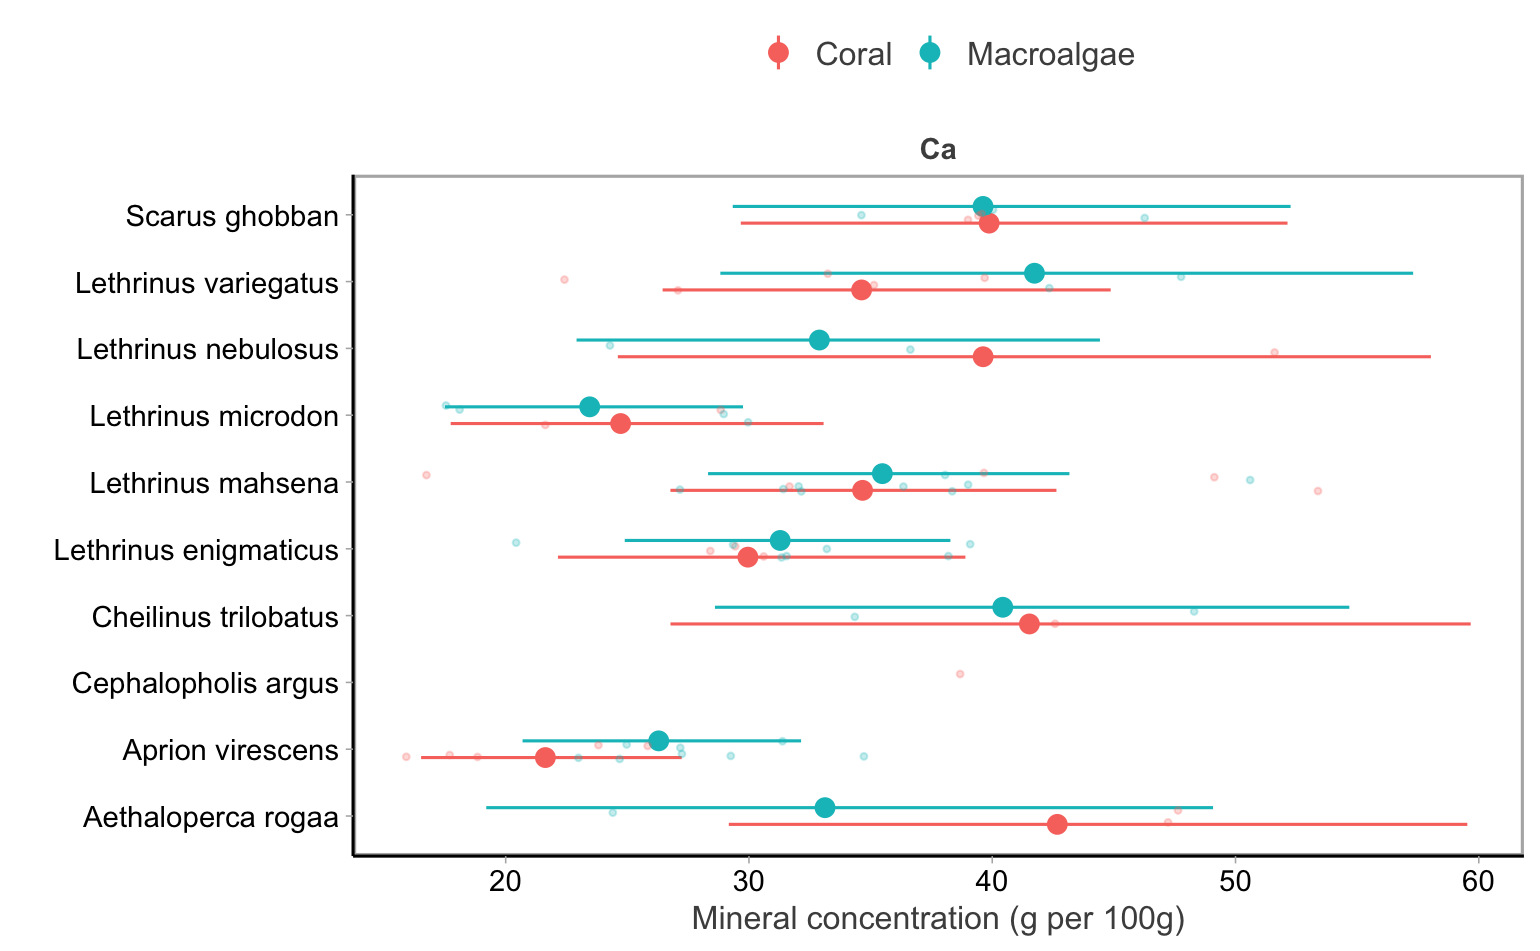 Coral Macroalgae
Ca
Scarus ghobban
Lethrinus variegatus
Lethrinus nebulosus
Lethrinus microdon
Lethrinus mahsena
Lethrinus enigmaticus
Cheilinus trilobatus
Cephalopholis argus
Aprion virescens
Aethaloperca rogaa
20 30 40 50 60
Mineral concentration (g per 100g)